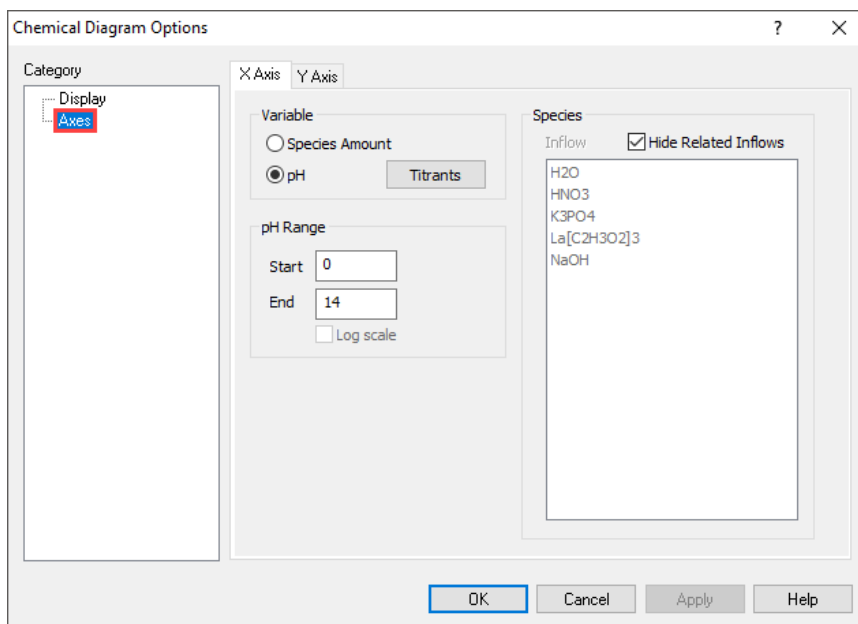 Chemical Diagram Options
?
Category
Display
Axes
X Axis
Y Axis
Variable
Species Amount
pH
Titrants
pH Range
Start
0
End
14
Log scale
Species
Inflow
Hide Related Inflows
H2O
HNO3
K3PO4
La[C2H3O2]3
NaOH
OK
Cancel
Apply
Help